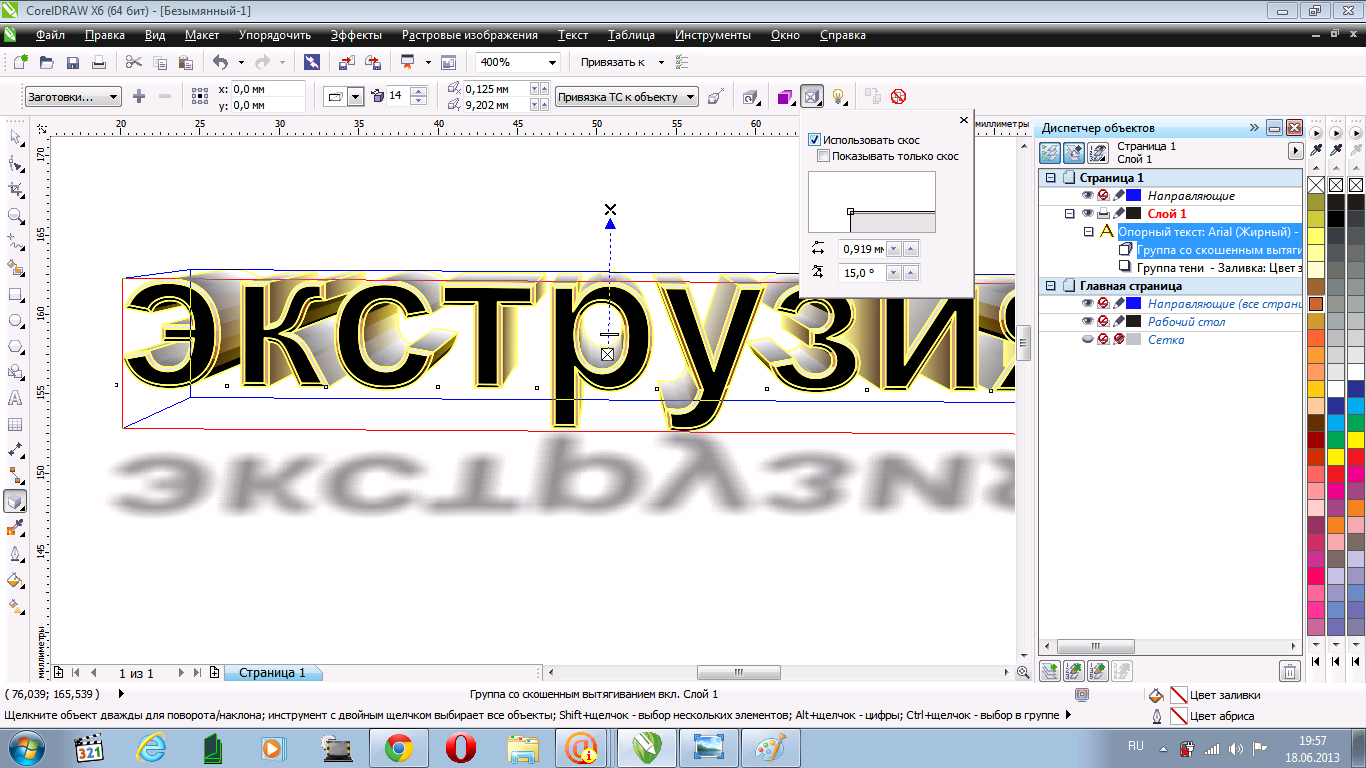 CorelDRAW X6 (64 бит) - [Безымянный-1]
Файл Правка Вид Макет Упорядочить Эффекты Растровые изображения Текст Таблица Инструменты Окно Справка
400% Привязать к
Заготовки... x: 0,0 мм y: 0,0 мм 14 0,125 мм 9,202 мм Привязка ТС к объекту
20 25 30 35 40 45 50 55 60 миллиметры
170
165
160
155
150
145
миллиметры
Использовать скос
Показывать только скос
0,919 мм
15,0 °
экструзия
Диспетчер объектов
Страница 1
Слой 1
Страница 1
Направляющие
Слой 1
Опорный текст: Arial (Жирный) -
Группа со скошенным вытяги
Группа тени - Заливка: Цвет з
Главная страница
Направляющие (все страни
Рабочий стол
Сетка
1 из 1 Страница 1
( 76,039; 165,539 ) Группа со скошенным вытягиванием вкл. Слой 1 Цвет заливки
Щелкните объект дважды для поворота/наклона; инструмент с двойным щелчком выбирает все объекты; Shift+щелчок - выбор нескольких элементов; Alt+щелчок - цифры; Ctrl+щелчок - выбор в группе Цвет абриса
321
RU 19:57
18.06.2013